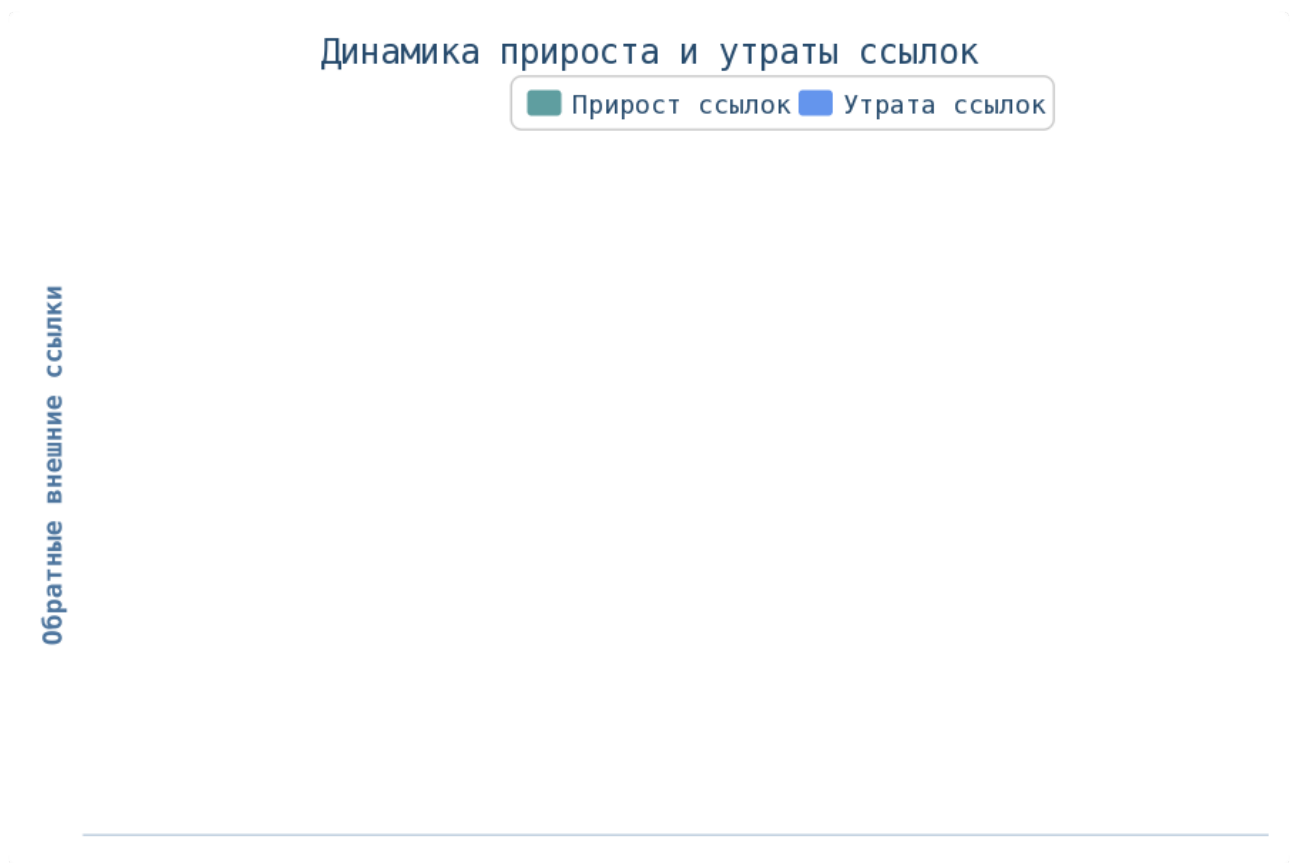 Динамика прироста и утраты ссылок
Прирост ссылок Утрата ссылок
Обратные внешние ссылки